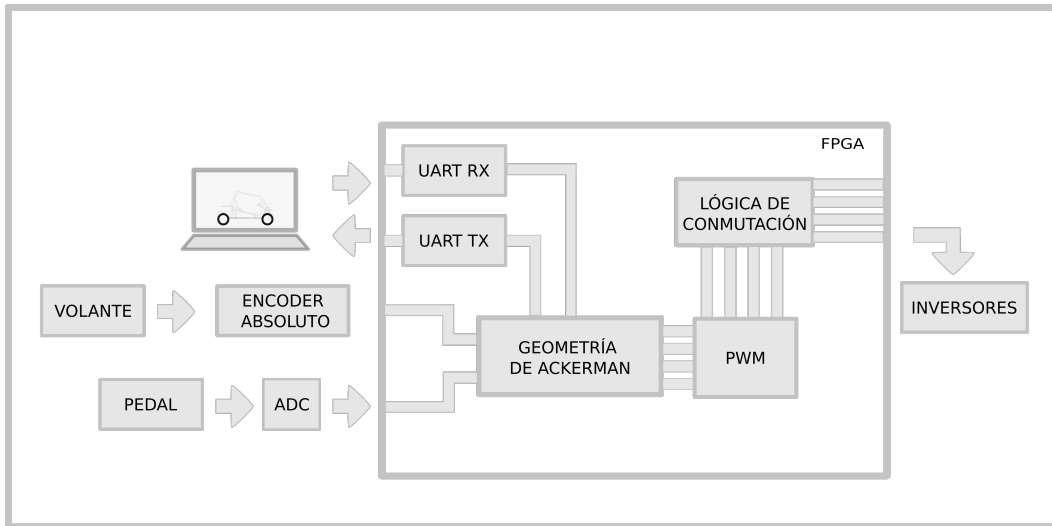 FPGA
UART RX
LÓGICA DE
CONMUTACIÓN
UART TX
VOLANTE
ENCODER
ABSOLUTO
INVERSORES
GEOMETRÍA
DE ACKERMAN
PWM
PEDAL
ADC